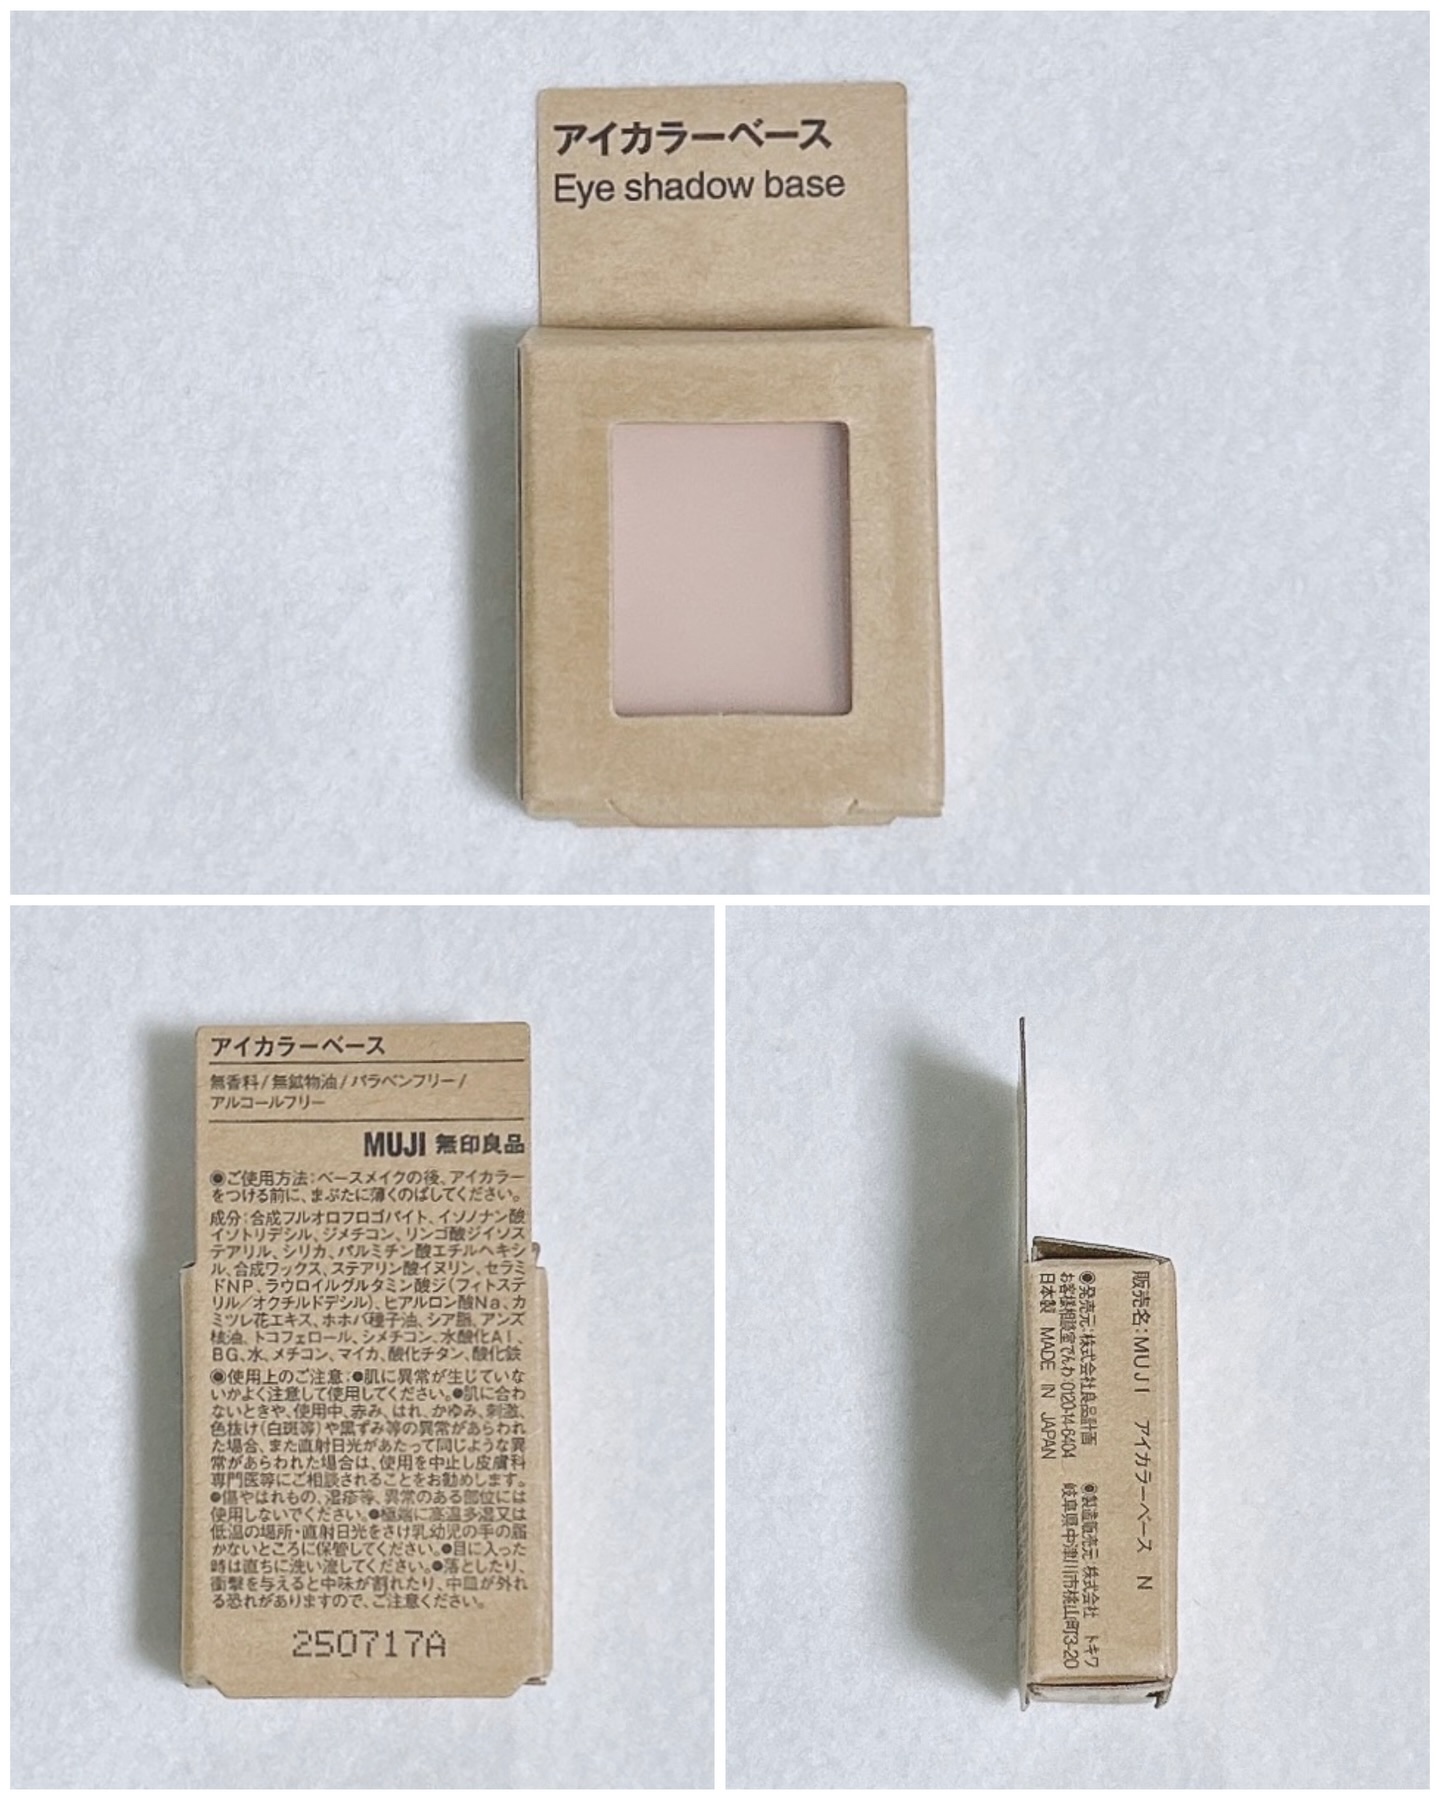 アイカラーベース
Eye shadow base
アイカラーベース
無香料/無鉱物油/パラベンフリー/
アルコールフリー
MUJI 無印良品
◉ご使用方法:ベースメイクの後、アイカラー
をつける前に、まぶたに薄くのばしてください。
成分:合成フルオロフロゴパイト、イソノナン酸
イソトリデシル、ジメチコン、リンゴ酸ジイソス
テアリル、シリカ、パルミチン酸エチルヘキシ
ル、合成ワックス、ステアリン酸イヌリン、セラミ
ドNP、ラウロイルグルタミン酸ジ(フィトステ
リル/オクチルドデシル)、ヒアルロン酸Na、カ
ミツレ花エキス、ホホバ種子油、シア脂、アンズ
核油、トコフェロール、シメチコン、水酸化Al、
BG、水、メチコン、マイカ、酸化チタン、酸化鉄
◉使用上のご注意:●肌に異常が生じていな
いかよく注意して使用してください。●肌に合わ
ないときや、使用中、赤み、はれ、かゆみ、刺激、
色抜け(白斑等)や黒ずみ等の異常があらわれ
た場合、また直射日光があたって同じような異
常があらわれた場合は、使用を中止し皮膚科
専門医等にご相談されることをお勧めします。
●傷やはれもの、湿疹等、異常のある部位には
使用しないでください。●極端に高温多湿又は
低温の場所・直射日光をさけ乳幼児の手の届
かないところに保管してください。●目に入った
時は直ちに洗い流してください。●落としたり、
衝撃を与えると中味が割れたり、中皿が外れ
る恐れがありますので、ご注意ください。
250717A
販売名:MUJI アイカラーベース N
◉発売元:株式会社良品計画
お客様相談室でんわ:0120-14-6404
日本製 MADE IN JAPAN
◉製造販売元:株式会社 トキワ
岐阜県中津川市桃山町3-20